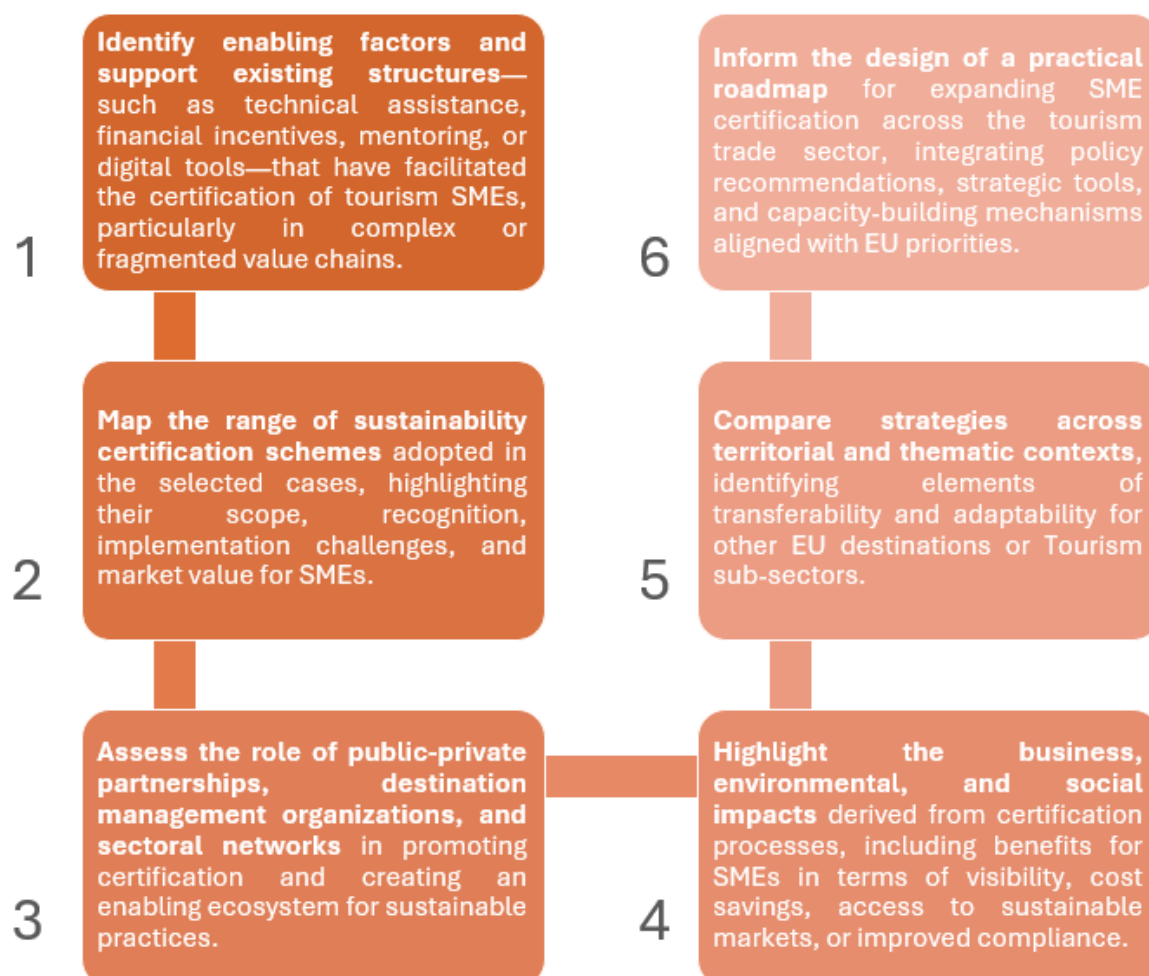 1
Identify enabling factors and
support existing structures—
such as technical assistance,
financial incentives, mentoring, or
digital tools—that have facilitated
the certification of tourism SMEs,
particularly in complex or
fragmented value chains.
2
Map the range of sustainability
certification schemes adopted in
the selected cases, highlighting
their scope, recognition,
implementation challenges, and
market value for SMEs.
3
Assess the role of public-private
partnerships, destination
management organizations, and
sectoral networks in promoting
certification and creating an
enabling ecosystem for sustainable
practices.
4
Highlight the business,
environmental, and social
impacts derived from certification
processes, including benefits for
SMEs in terms of visibility, cost
savings, access to sustainable
markets, or improved compliance.
5
Compare strategies across
territorial and thematic contexts,
identifying elements of
transferability and adaptability for
other EU destinations or Tourism
sub-sectors.
6
Inform the design of a practical
roadmap for expanding SME
certification across the tourism
trade sector, integrating policy
recommendations, strategic tools,
and capacity-building mechanisms
aligned with EU priorities.